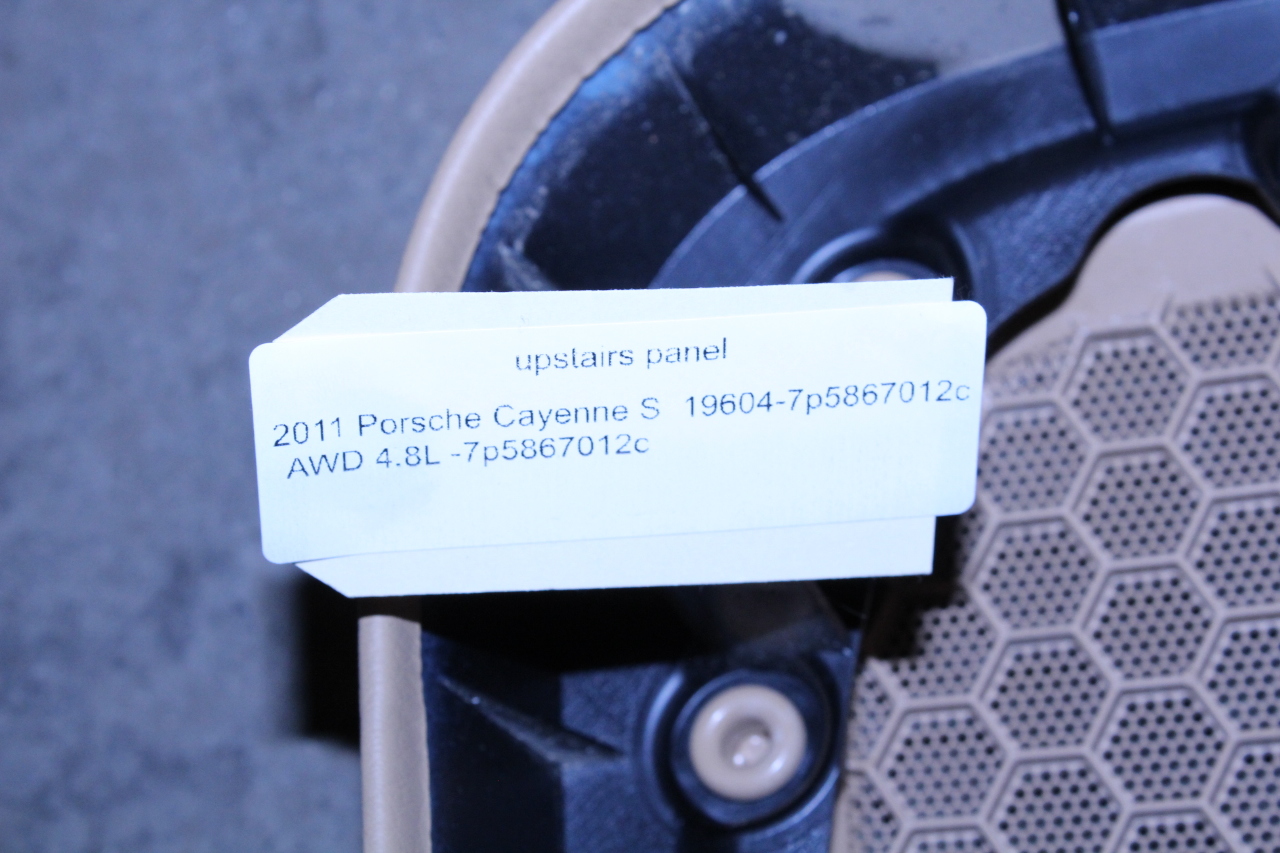 upstairs panel
2011 Porsche Cayenne S 19604-7p5867012c
AWD 4.8L -7p5867012c